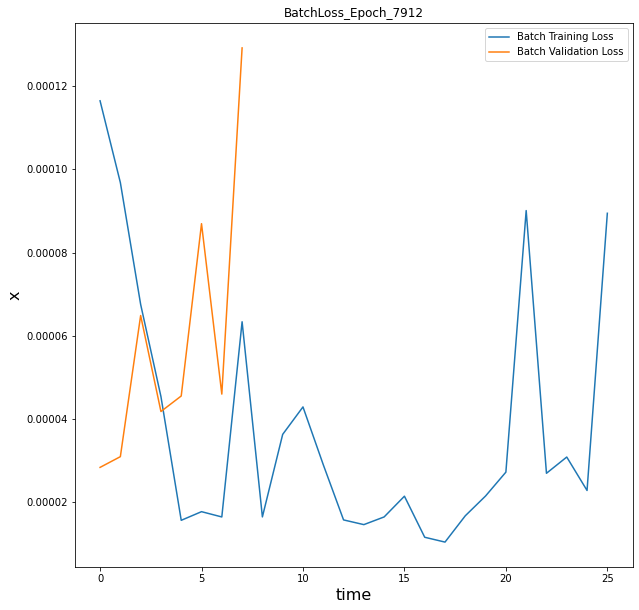 BatchLoss_Epoch_7912
Batch Training Loss
Batch Validation Loss
0.00012
0.00010
0.00008
0.00006
0.00004
0.00002
x
0 5 10 15 20 25
time